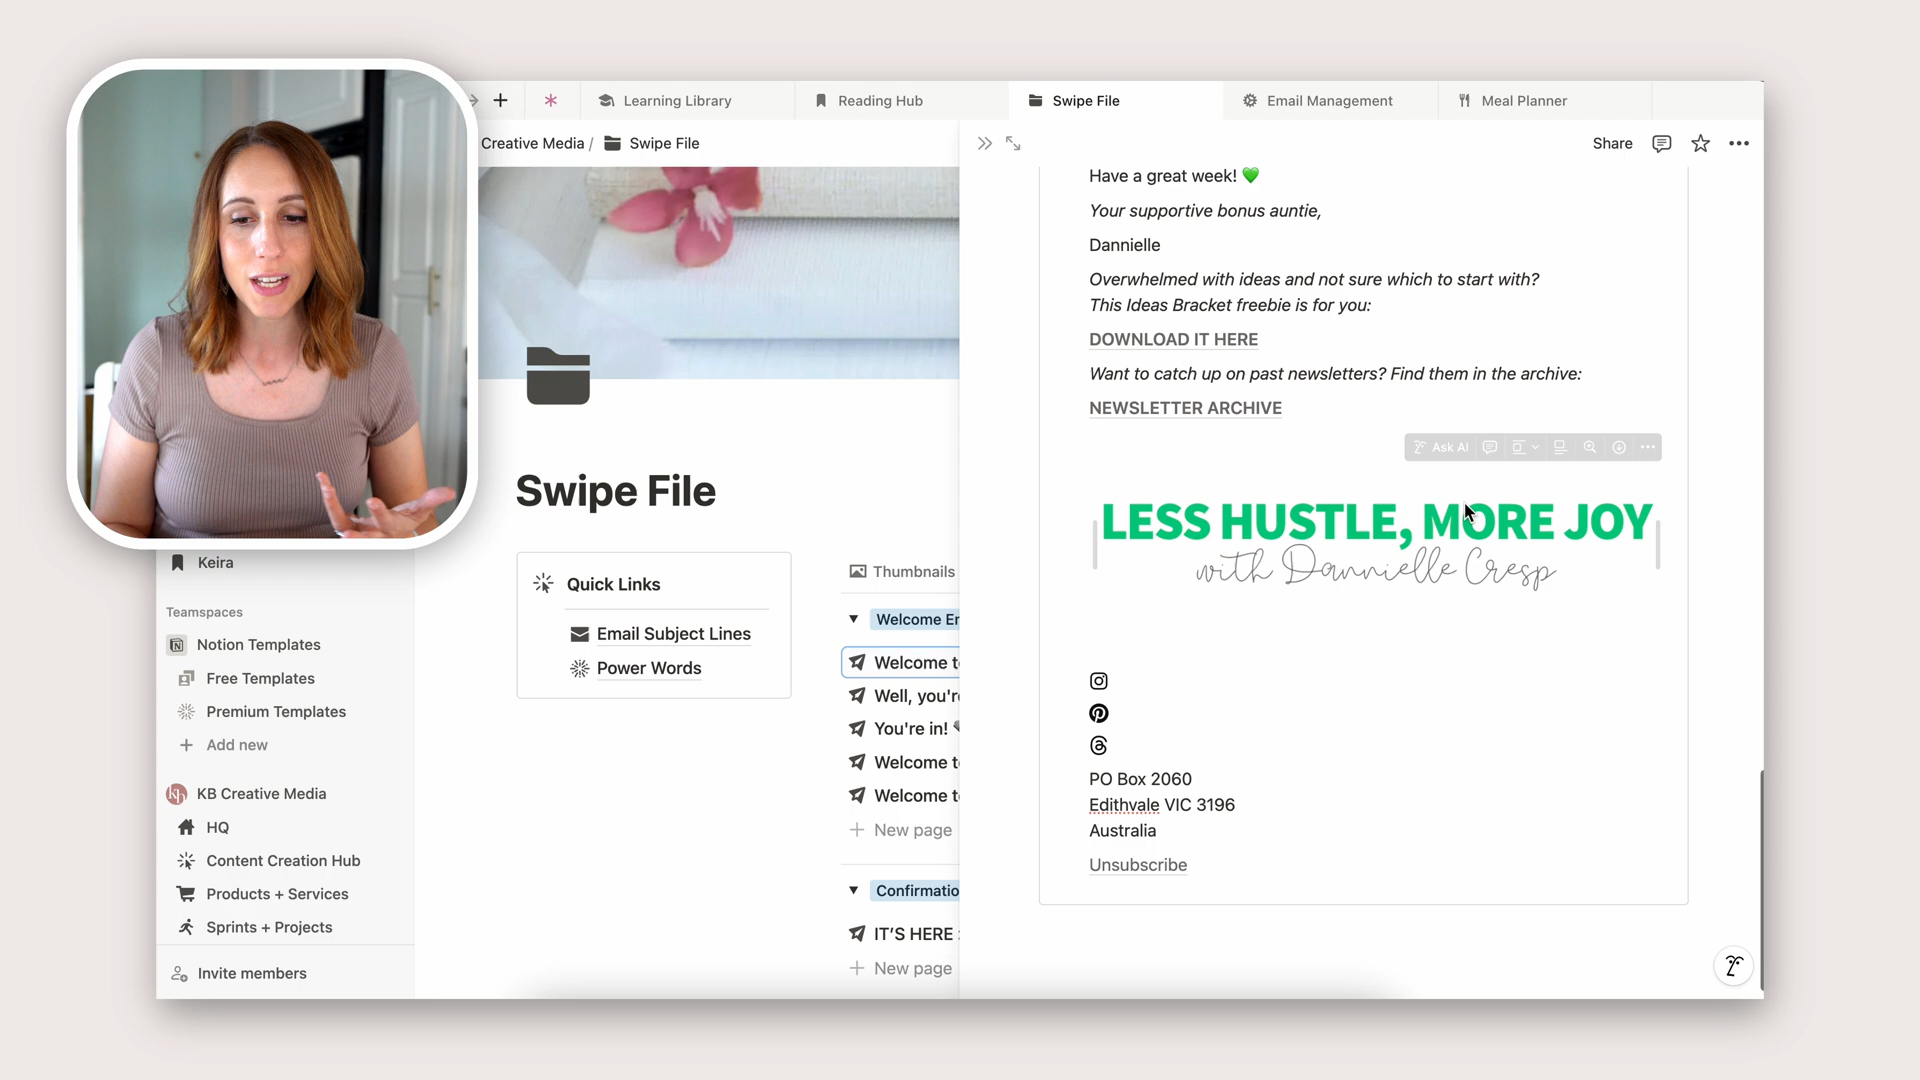 Learning Library
Reading Hub
Swipe File
Email Management
Meal Planner
Creative Media / Swipe File
Share
Swipe File
Quick Links
Email Subject Lines
Power Words
Thumbnails
Welcome
Welcome
Well, you're
You're in!
Welcome
Welcome
New page
IT'S HERE
New page
Keira
Teamspaces
Notion Templates
Free Templates
Premium Templates
Add new
kb KB Creative Media
HQ
Content Creation Hub
Products + Services
Sprints + Projects
Invite members
Have a great week! 💚
Your supportive bonus auntie,
Dannielle
Overwhelmed with ideas and not sure which to start with?
This Ideas Bracket freebie is for you:
DOWNLOAD IT HERE
Want to catch up on past newsletters? Find them in the archive:
NEWSLETTER ARCHIVE
Ask AI
LESS HUSTLE, MORE JOY
with Dannielle Cresp
PO Box 2060
Edithvale VIC 3196
Australia
Unsubscribe